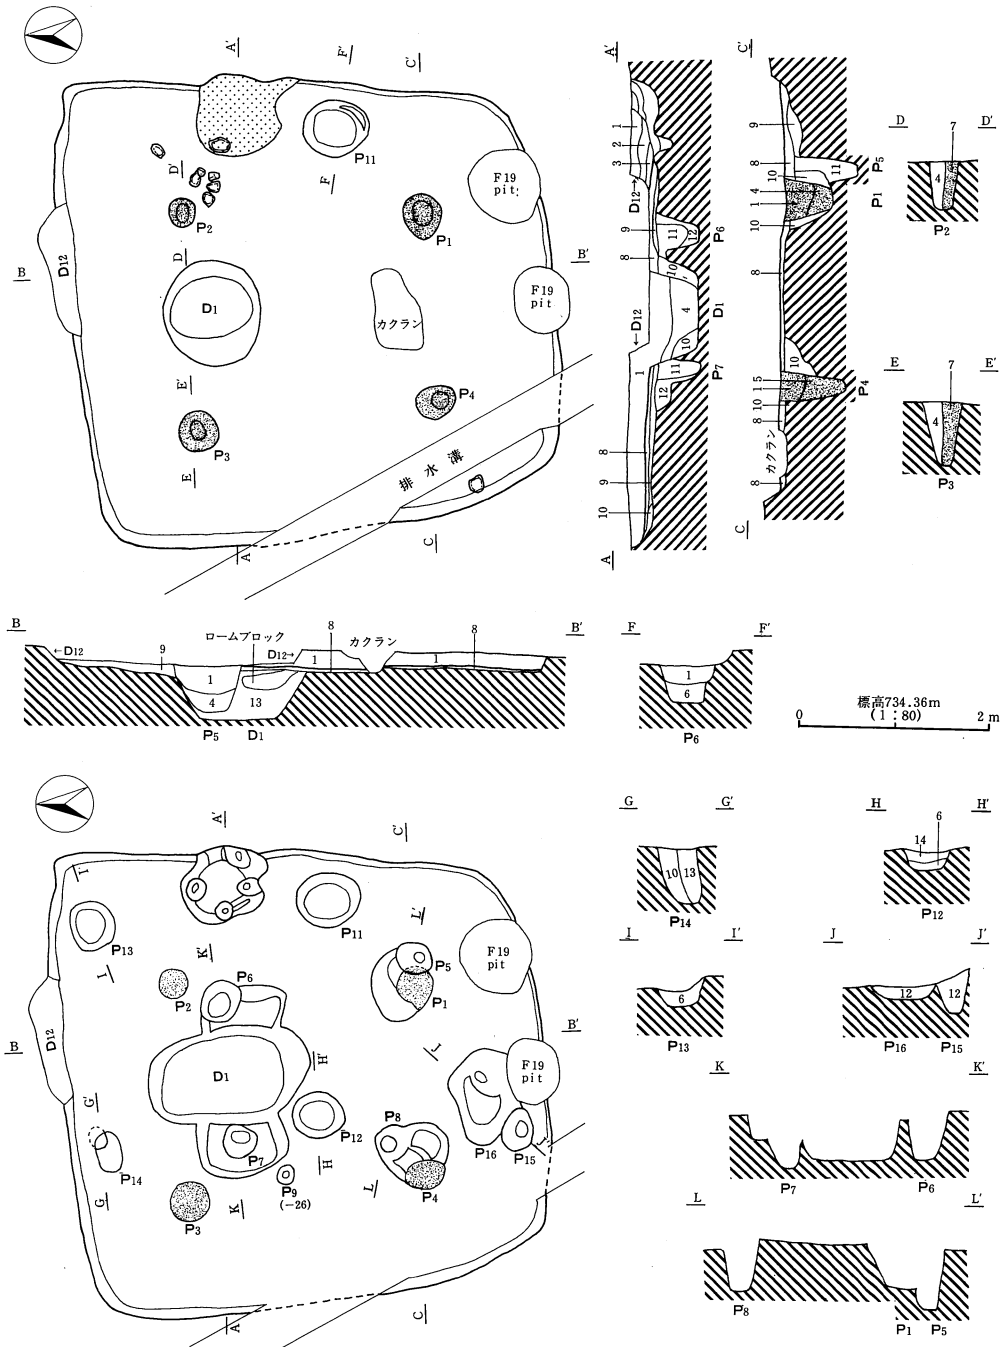 A'
F'
C'
P11
F19
pit
D'
F
P2
P1
D
D12
B
B'
D1
カクラン
F19
pit
E'
P4
P3
E
排水溝
A
C
A'
1
2
3
D12→
9
11
12
P6
8
10
4
D1
←D12
10
1
11
P7
12
8
9
10
A
C'
9
8
11
P5
10
4
1
P1
10
8
10
5
1
P4
10
8
カクラン
8
C
D
7
D'
4
P2
E
7
E'
4
P3
B
ロームブロック
8
カクラン
8
B'
←D12
9
D12→
1
1
1
4
13
P5
D1
F
F'
1
6
P6
標高734.36m
(1:80)
0
2m
A'
C'
I'
P11
L'
P13
I
K'
P5
F19
pit
P2
P6
P1
D12
B
B'
D1
H'
J
F19
pit
G'
P8
P12
P7
P14
P16
P15
J'
H
G
P9
(-26)
L
P4
P3
K
A
C
G
G'
10
13
P14
H
6
H'
14
P12
I
I'
6
P13
J
J'
12
12
P16
P15
K
K'
P7
P6
L
L'
P8
P1
P5